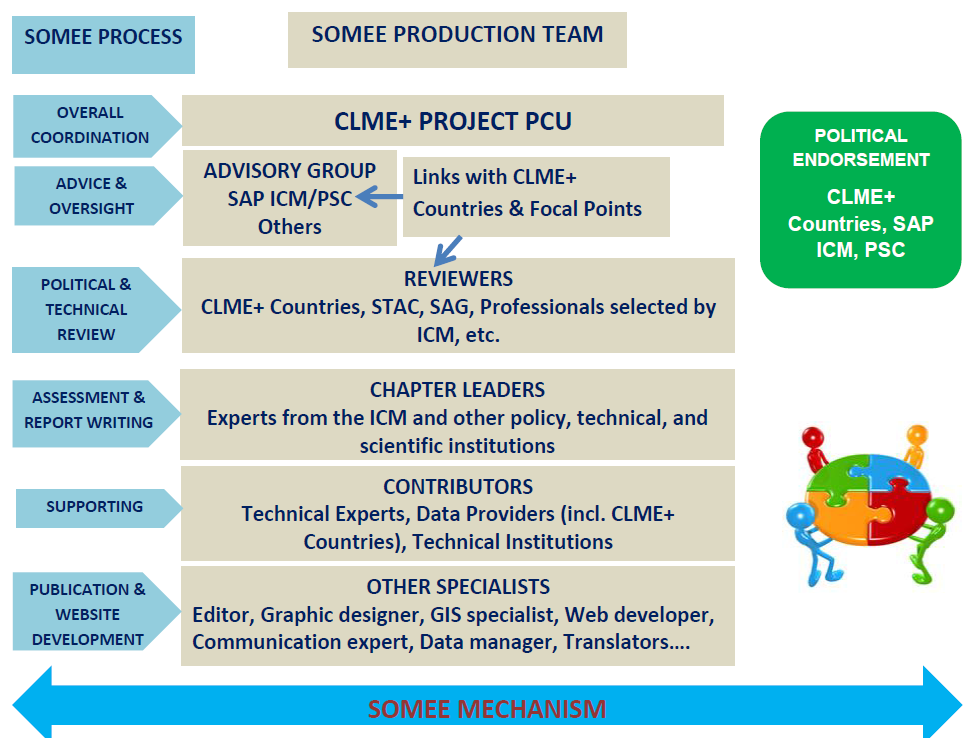 SOMEE PROCESS
SOMEE PRODUCTION TEAM
OVERALL
COORDINATION
CLME+ PROJECT PCU
ADVICE &
OVERSIGHT
ADVISORY GROUP
SAP ICM/PSC
Others
Links with CLME+
Countries & Focal Points
POLITICAL
ENDORSEMENT
CLME+
Countries, SAP
ICM, PSC
POLITICAL &
TECHNICAL
REVIEW
REVIEWERS
CLME+ Countries, STAC, SAG, Professionals selected by
ICM, etc.
ASSESSMENT &
REPORT WRITING
CHAPTER LEADERS
Experts from the ICM and other policy, technical, and
scientific institutions
SUPPORTING
CONTRIBUTORS
Technical Experts, Data Providers (incl. CLME+
Countries), Technical Institutions
PUBLICATION &
WEBSITE
DEVELOPMENT
OTHER SPECIALISTS
Editor, Graphic designer, GIS specialist, Web developer,
Communication expert, Data manager, Translators....
SOMEE MECHANISM